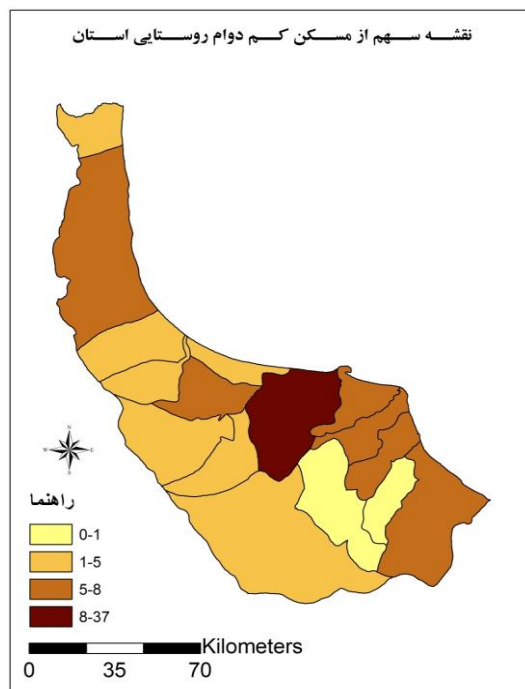 نقشه سهم از مسکن کم دوام روستایی استان
N
W E
S
راهنما
0-1
1-5
5-8
8-37
Kilometers
0 35 70